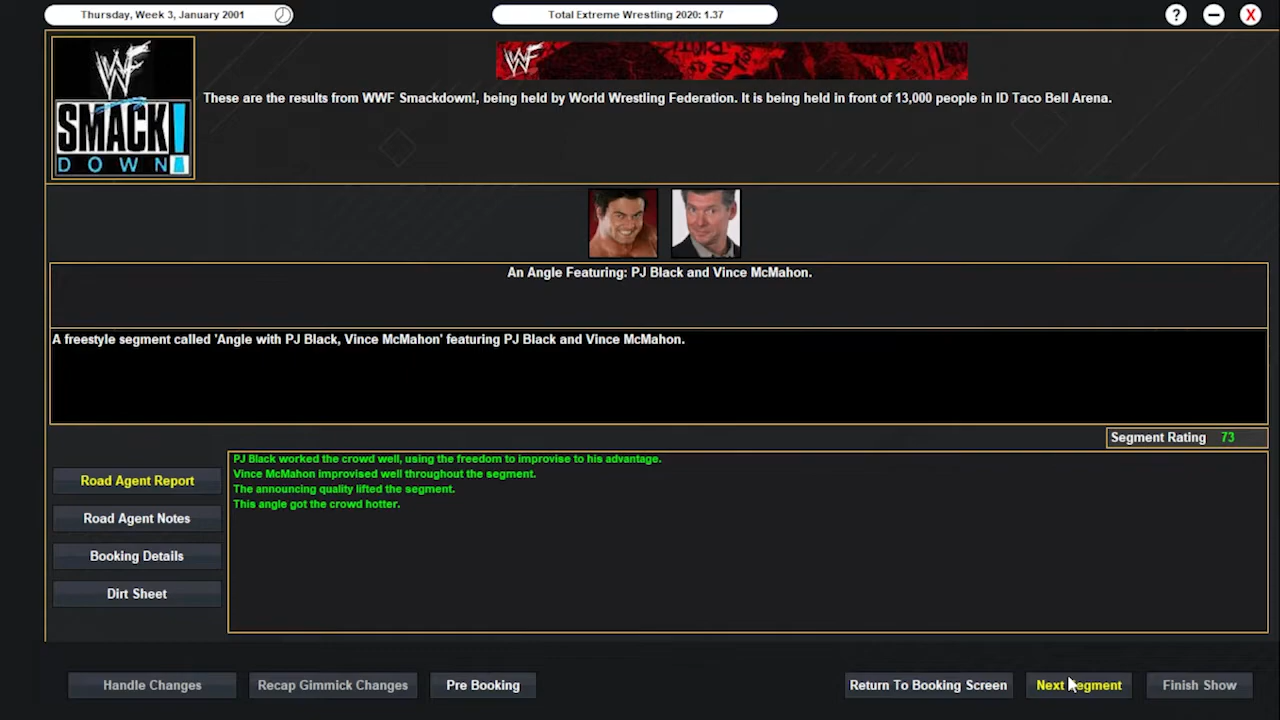 Thursday, Week 3, January 2001
Total Extreme Wrestling 2020: 1.37
?
X
WF
SMACK
DOWN!
These are the results from WWF Smackdown!, being held by World Wrestling Federation. It is being held in front of 13,000 people in ID Taco Bell Arena.
An Angle Featuring: PJ Black and Vince McMahon.
A freestyle segment called 'Angle with PJ Black, Vince McMahon' featuring PJ Black and Vince McMahon.
Segment Rating 73
PJ Black worked the crowd well, using the freedom to improvise to his advantage.
Vince McMahon improvised well throughout the segment.
The announcing quality lifted the segment.
This angle got the crowd hotter.
Road Agent Report
Road Agent Notes
Booking Details
Dirt Sheet
Handle Changes
Recap Gimmick Changes
Pre Booking
Return To Booking Screen
Next Segment
Finish Show